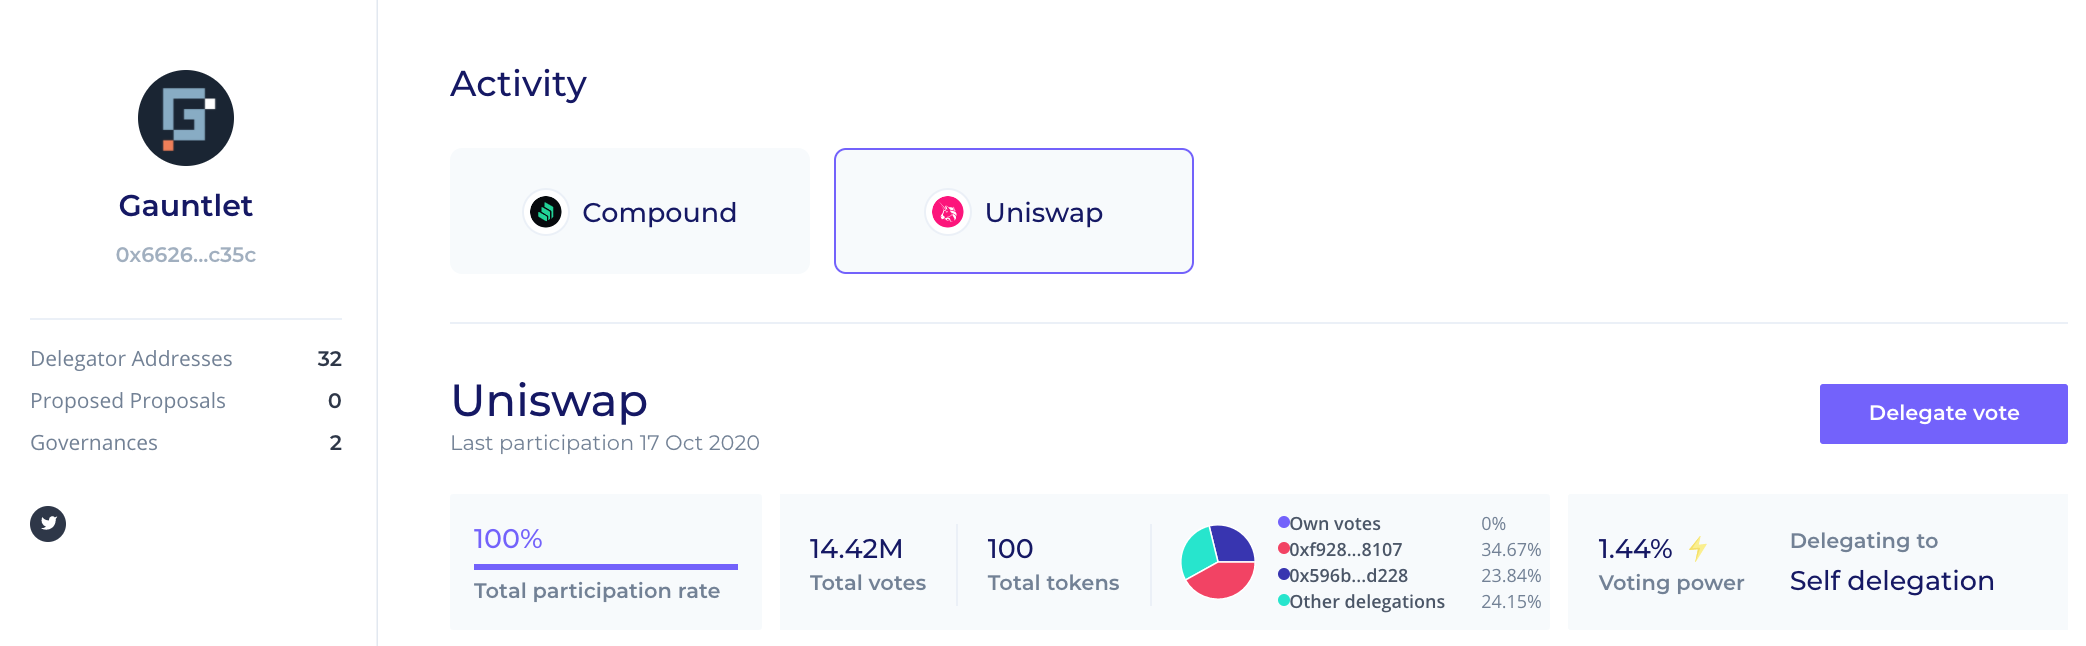 Gauntlet
0x6626...c35c
Delegator Addresses 32
Proposed Proposals 0
Governances 2
Activity
Compound
Uniswap
Uniswap
Last participation 17 Oct 2020
Delegate vote
100%
Total participation rate
14.42M
Total votes
100
Total tokens
Own votes 0%
0xf928...8107 34.67%
0x596b...d228 23.84%
Other delegations 24.15%
1.44%
Voting power
Delegating to
Self delegation